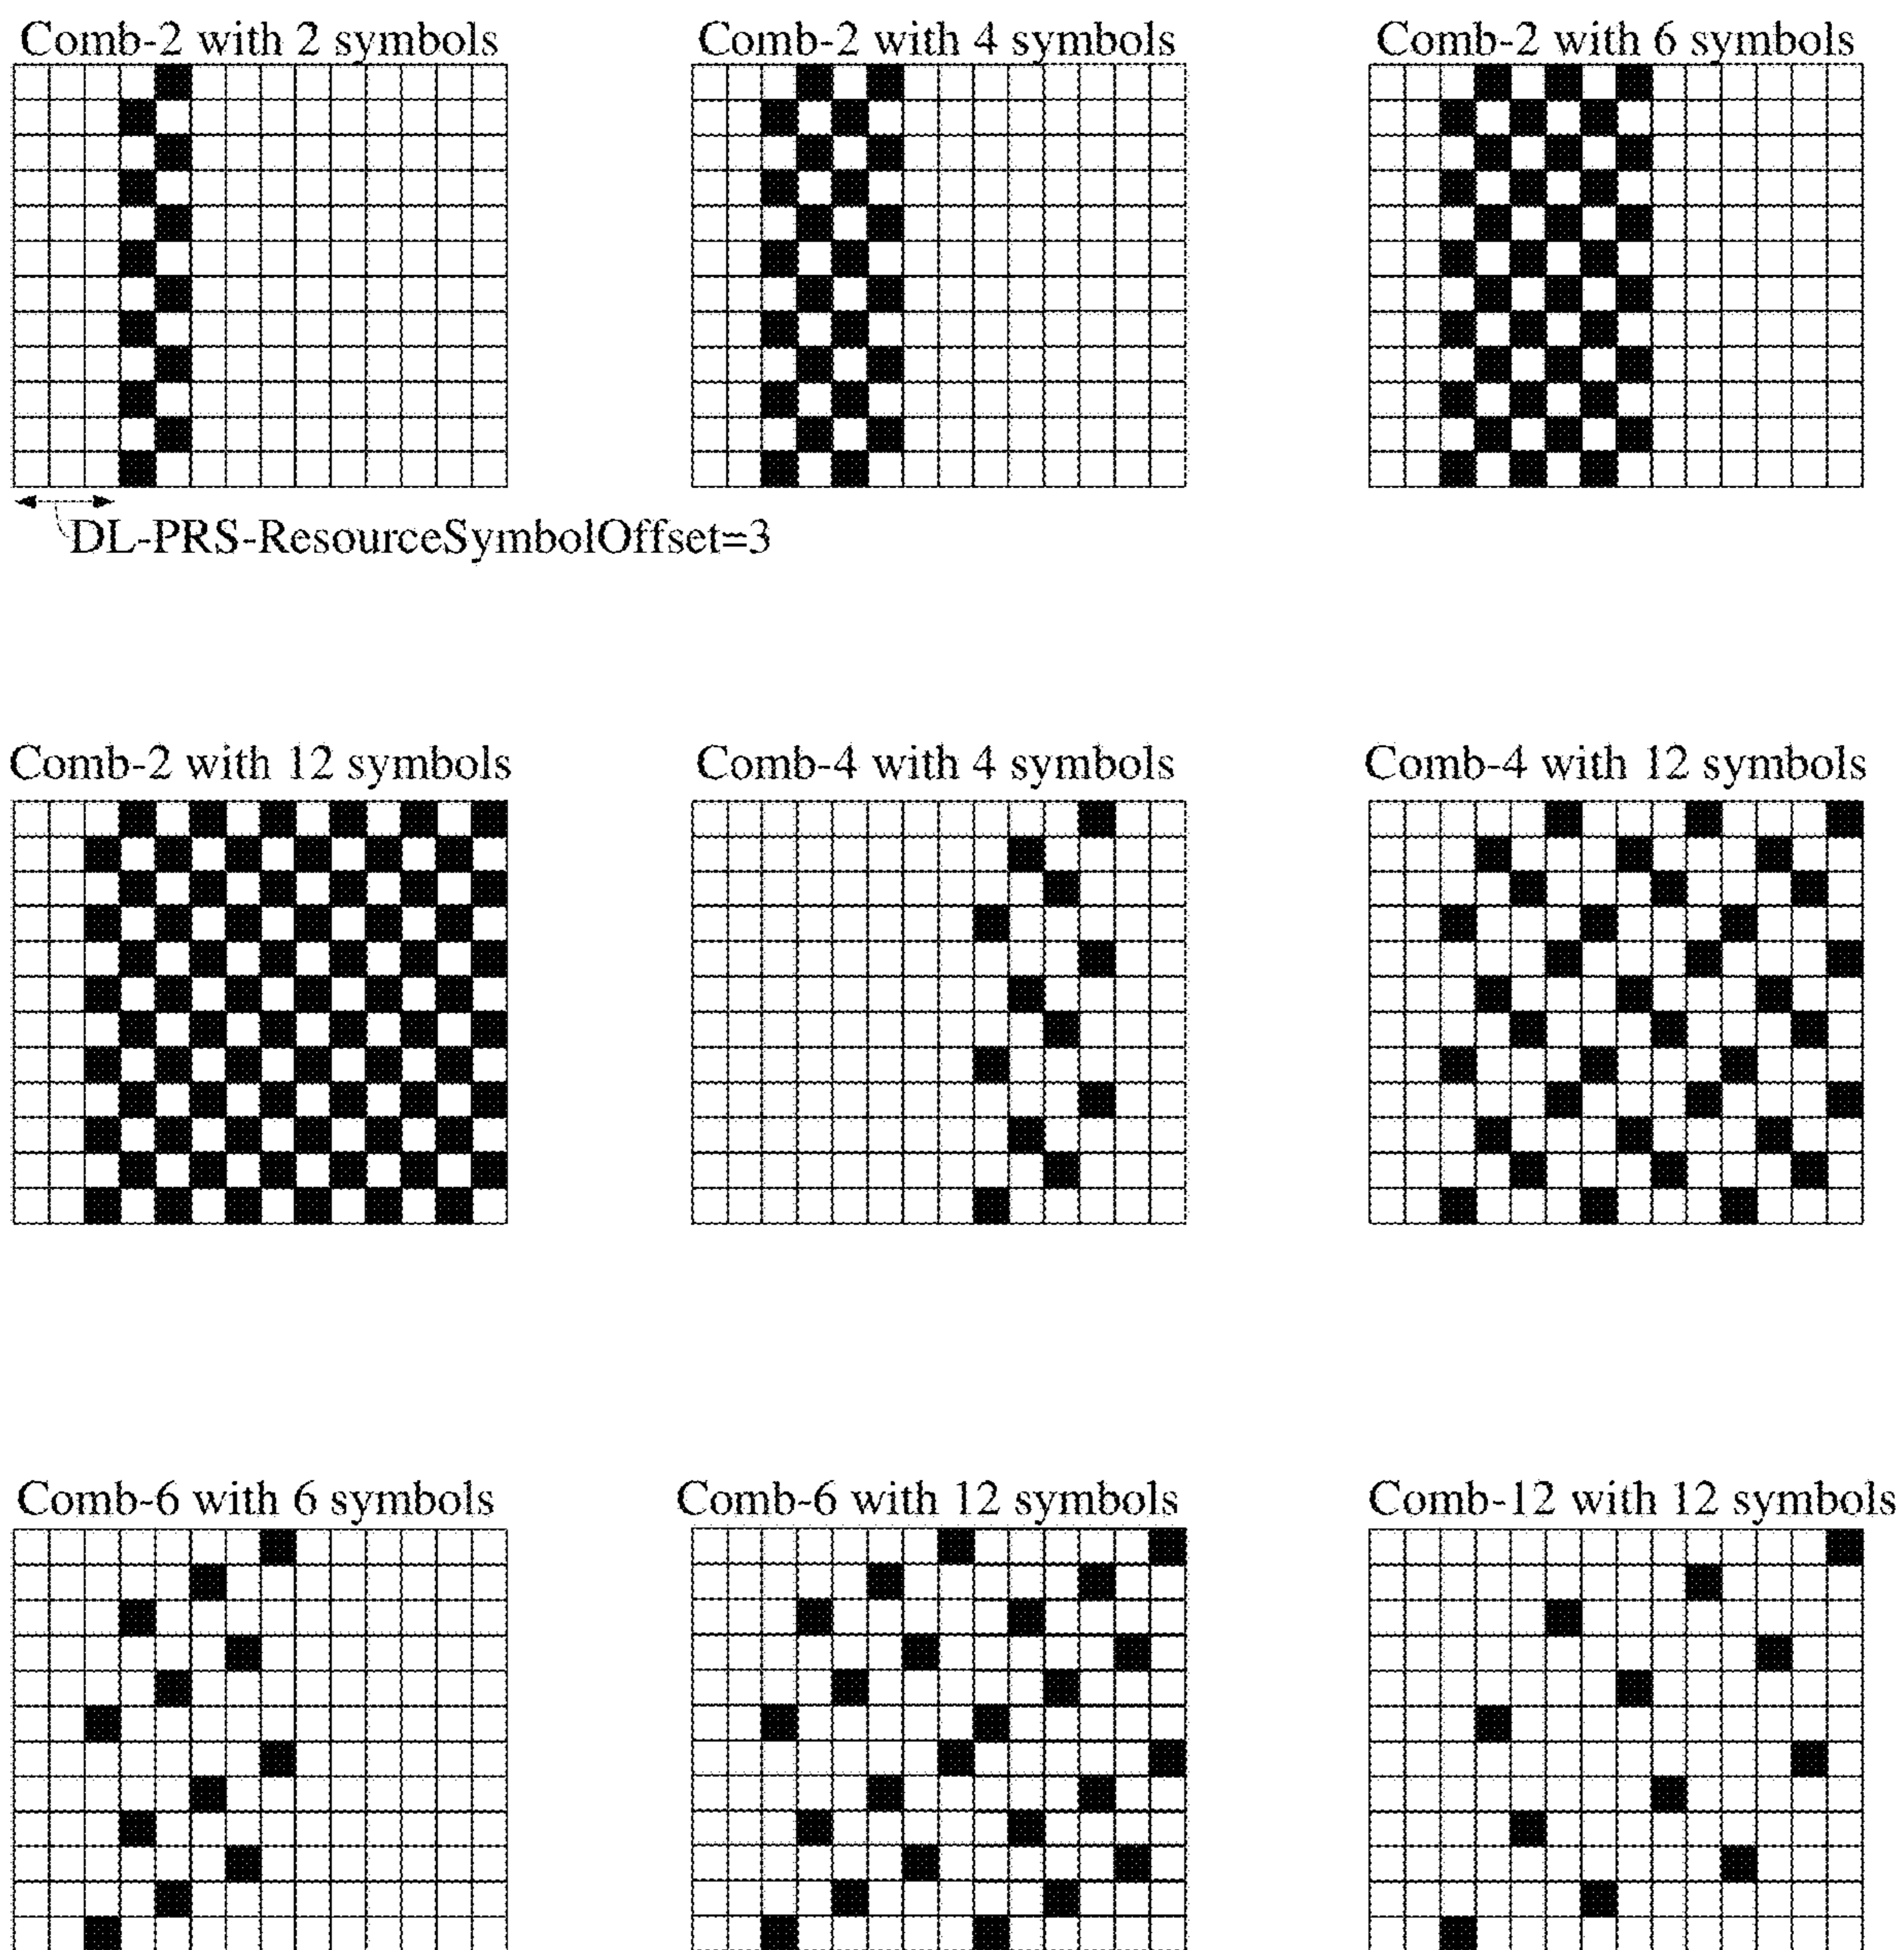 Comb-2 with 2 symbols
Comb-2 with 4 symbols
Comb-2 with 6 symbols
DL-PRS-ResourceSymbolOffset=3
Comb-2 with 12 symbols
Comb-4 with 4 symbols
Comb-4 with 12 symbols
Comb-6 with 6 symbols
Comb-6 with 12 symbols
Comb-12 with 12 symbols